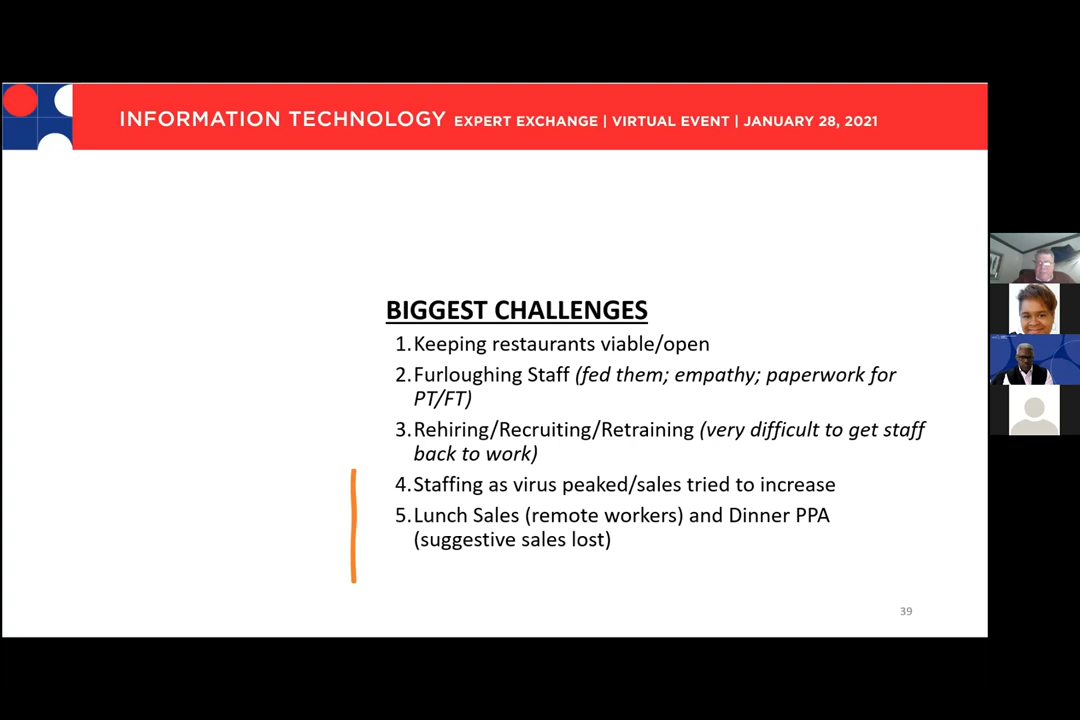 INFORMATION TECHNOLOGY EXPERT EXCHANGE | VIRTUAL EVENT | JANUARY 28, 2021
BIGGEST CHALLENGES
1. Keeping restaurants viable/open
2. Furloughing Staff (fed them; empathy; paperwork for
PT/FT)
3. Rehiring/Recruiting/Retraining (very difficult to get staff
back to work)
4. Staffing as virus peaked/sales tried to increase
5. Lunch Sales (remote workers) and Dinner PPA
(suggestive sales lost)
39